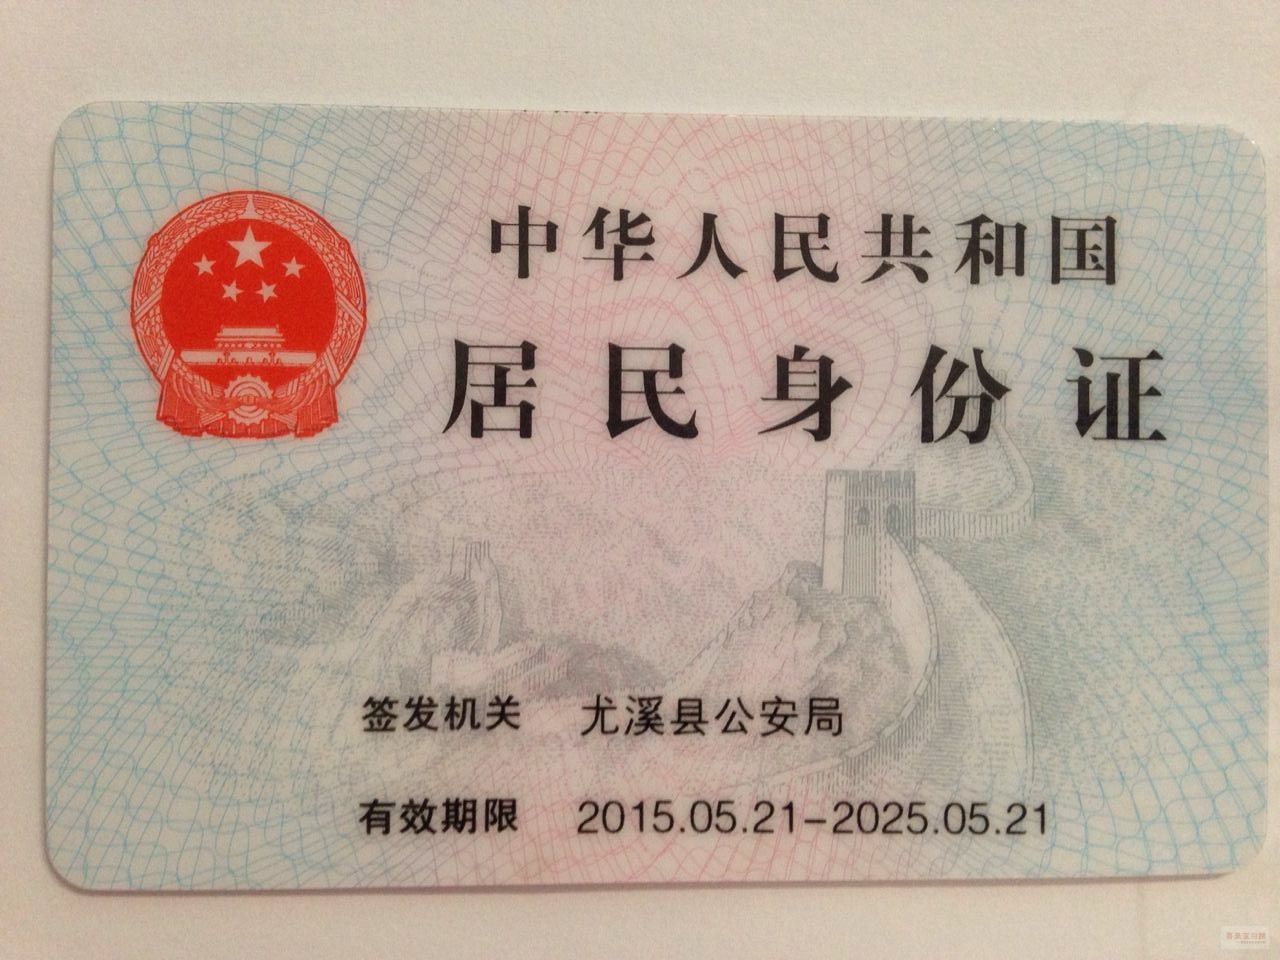 中华人民共和国
居民身份证
签发机关 尤溪县公安局
有效期限 2015.05.21-2025.05.21